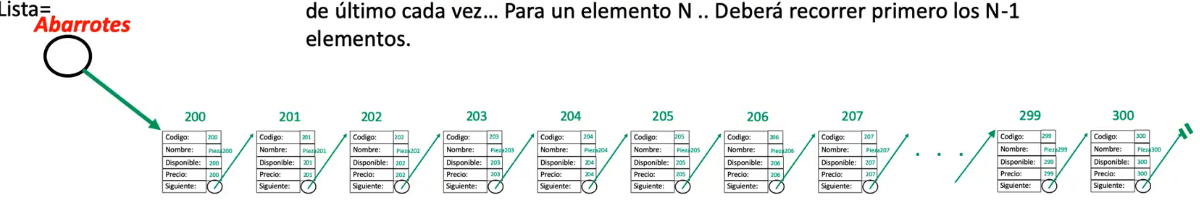 Lista=
Abarrotes
de último cada vez… Para un elemento N .. Deberá recorrer primero los N-1
elementos.
200 201 202 203 204 205 206 207 299 300
Codigo: 200 Codigo: 201 Codigo: 202 Codigo: 203 Codigo: 204 Codigo: 205 Codigo: 206 Codigo: 207 Codigo: 299 Codigo: 300
Nombre: Pieza200 Nombre: Pieza201 Nombre: Pieza202 Nombre: Pieza203 Nombre: Pieza204 Nombre: Pieza205 Nombre: Pieza206 Nombre: Pieza207 . . . Nombre: Pieza299 Nombre: Pieza300
Disponible: 200 Disponible: 201 Disponible: 202 Disponible: 203 Disponible: 204 Disponible: 205 Disponible: 206 Disponible: 207 Disponible: 299 Disponible: 300
Precio: 200 Precio: 201 Precio: 202 Precio: 203 Precio: 204 Precio: 205 Precio: 206 Precio: 207 Precio: 299 Precio: 300
Siguiente: Siguiente: Siguiente: Siguiente: Siguiente: Siguiente: Siguiente: Siguiente: Siguiente: Siguiente: